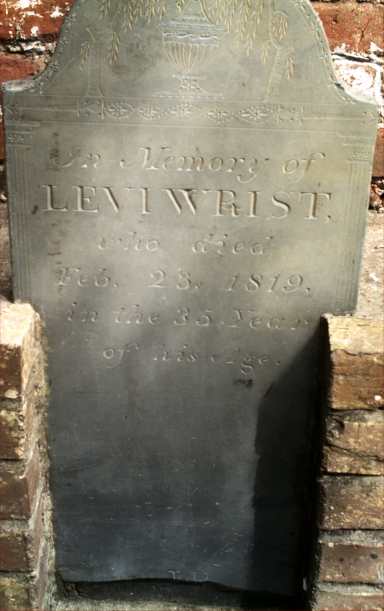 In Memory of
LEVI WRIST,
who died
Feb. 23, 1819,
in the 35 Year
of his Age.